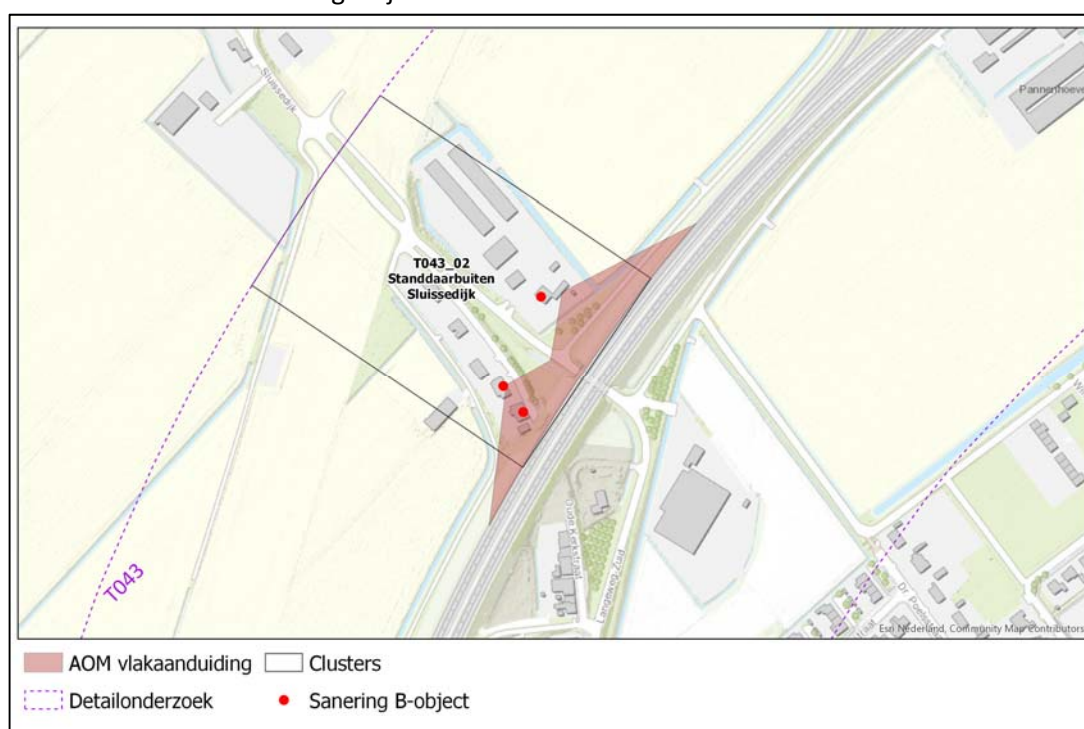 Sluissedijk
Pannenhoeve
T043_02
Standdaarbuiten
Sluissedijk
T043
Oude Kerkstraat
Langeweg-Zuid
Esri Nederland, Community Map Contributors
AOM vlakaanduiding
Clusters
Detailonderzoek
Sanering B-object